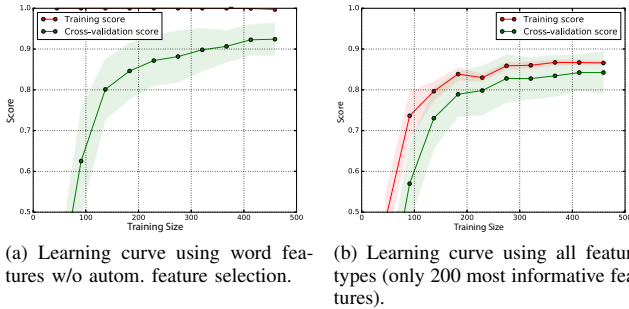 1.0
0.9
0.8
0.7
0.6
0.5
0
100
200
300
400
500
Score
Training Size
Training score
Cross-validation score
(a) Learning curve using word fea-
tures w/o autom. feature selection.
1.0
0.9
0.8
0.7
0.6
0.5
0
100
200
300
400
500
Score
Training Size
Training score
Cross-validation score
(b) Learning curve using all featur
types (only 200 most informative fea
tures).